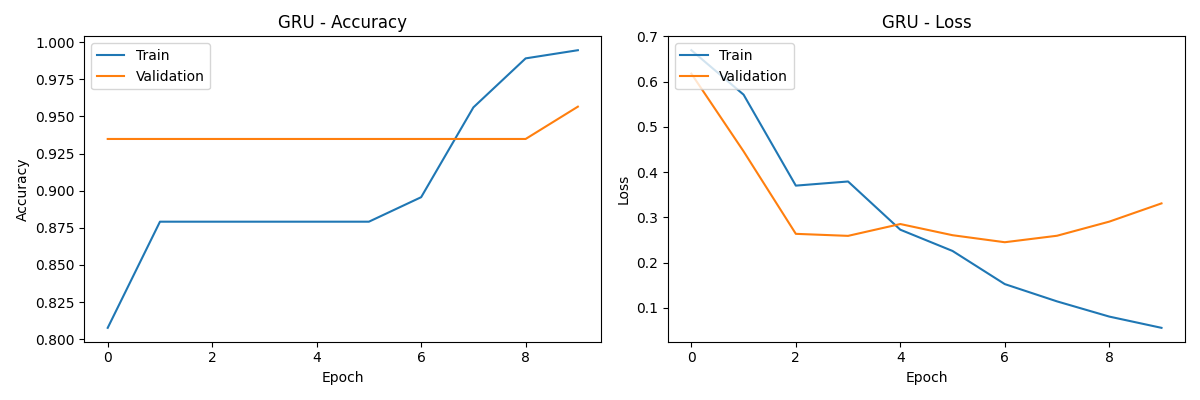 GRU - Accuracy
Train
Validation
1.000
0.975
0.950
0.925
0.900
0.875
0.850
0.825
0.800
Accuracy
0 2 4 6 8
Epoch
GRU - Loss
Train
Validation
0.7
0.6
0.5
0.4
0.3
0.2
0.1
Loss
0 2 4 6 8
Epoch